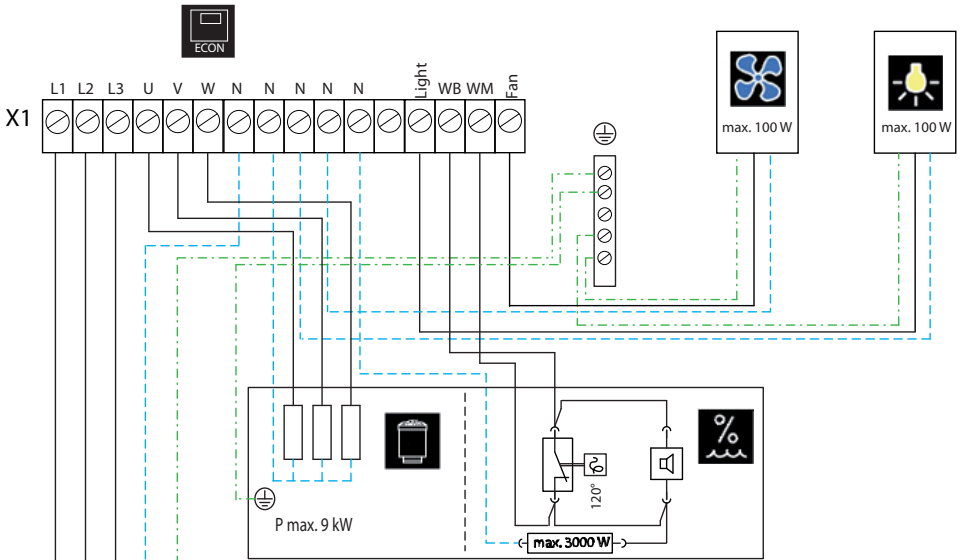 ECON
L1 L2 L3 U V W N N N N N Light WB WM Fan
X1
max. 100 W
max. 100 W
%
120°
P max. 9 kW
max. 3000 W